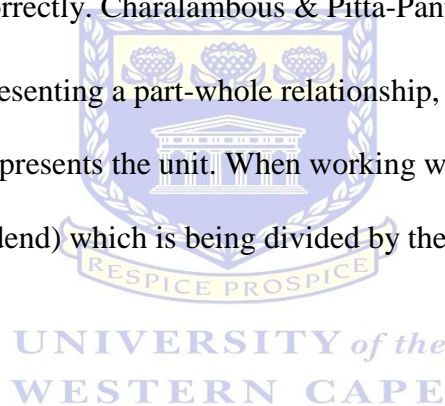 orrectly. Charalambous & Pitta-Pan
esenting a part-whole relationship,
presents the unit. When working w
dend) which is being divided by the
RESPICE PROSPICE
UNIVERSITY of the
WESTERN CAPE